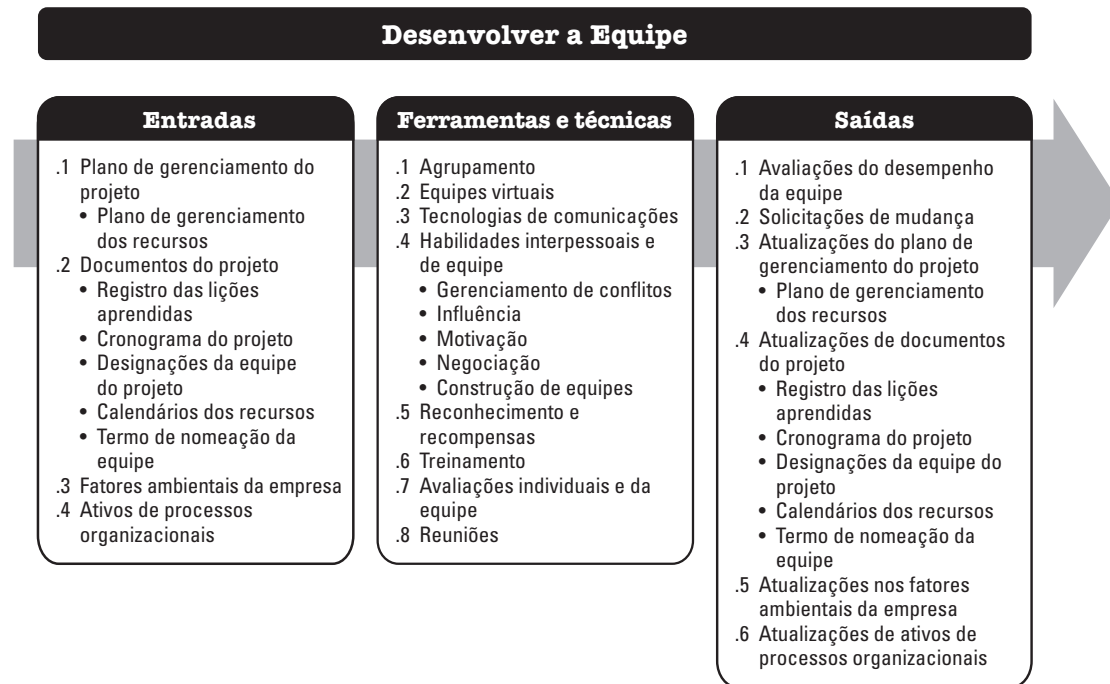 Desenvolver a Equipe
Entradas
.1 Plano de gerenciamento do
projeto
• Plano de gerenciamento
dos recursos
.2 Documentos do projeto
• Registro das lições
aprendidas
• Cronograma do projeto
• Designações da equipe
do projeto
• Calendários dos recursos
• Termo de nomeação da
equipe
.3 Fatores ambientais da empresa
.4 Ativos de processos
organizacionais
Ferramentas e técnicas
.1 Agrupamento
.2 Equipes virtuais
.3 Tecnologias de comunicações
.4 Habilidades interpessoais e
de equipe
• Gerenciamento de conflitos
• Influência
• Motivação
• Negociação
• Construção de equipes
.5 Reconhecimento e
recompensas
.6 Treinamento
.7 Avaliações individuais e da
equipe
.8 Reuniões
Saídas
.1 Avaliações do desempenho
da equipe
.2 Solicitações de mudança
.3 Atualizações do plano de
gerenciamento do projeto
• Plano de gerenciamento
dos recursos
.4 Atualizações de documentos
do projeto
• Registro das lições
aprendidas
• Cronograma do projeto
• Designações da equipe do
projeto
• Calendários dos recursos
• Termo de nomeação da
equipe
.5 Atualizações nos fatores
ambientais da empresa
.6 Atualizações de ativos de
processos organizacionais